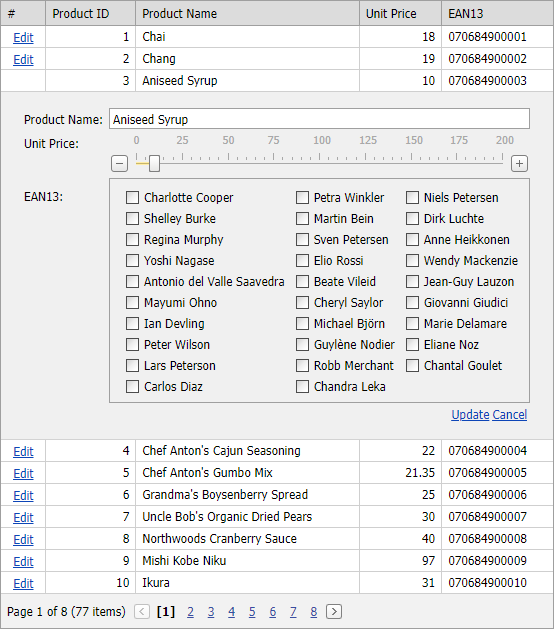 # Product ID Product Name Unit Price EAN13
Edit 1 Chai 18 070684900001
Edit 2 Chang 19 070684900002
3 Aniseed Syrup 10 070684900003
Product Name: Aniseed Syrup
Unit Price: 0 25 50 75 100 125 150 175 200
EAN13: Charlotte Cooper Petra Winkler Niels Petersen
Shelley Burke Martin Bein Dirk Luchte
Regina Murphy Sven Petersen Anne Heikkonen
Yoshi Nagase Elio Rossi Wendy Mackenzie
Antonio del Valle Saavedra Beate Vileid Jean-Guy Lauzon
Mayumi Ohno Cheryl Saylor Giovanni Giudici
Ian Devling Michael Björn Marie Delamare
Peter Wilson Guylène Nodier Eliane Noz
Lars Peterson Robb Merchant Chantal Goulet
Carlos Diaz Chandra Leka
Update Cancel
Edit 4 Chef Anton's Cajun Seasoning 22 070684900004
Edit 5 Chef Anton's Gumbo Mix 21.35 070684900005
Edit 6 Grandma's Boysenberry Spread 25 070684900006
Edit 7 Uncle Bob's Organic Dried Pears 30 070684900007
Edit 8 Northwoods Cranberry Sauce 40 070684900008
Edit 9 Mishi Kobe Niku 97 070684900009
Edit 10 Ikura 31 070684900010
Page 1 of 8 (77 items) < [1] 2 3 4 5 6 7 8 >